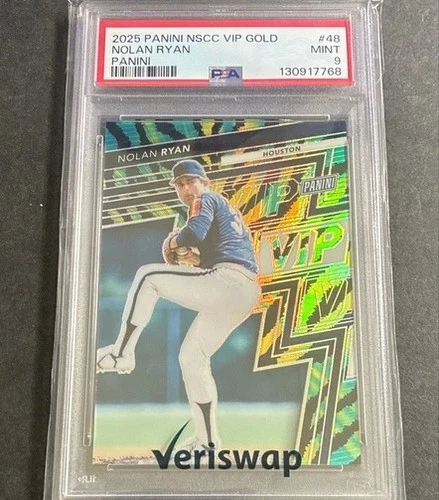 2025 PANINI NSCC VIP GOLD #48
NOLAN RYAN MINT
PANINI PSA 9
130917768
NOLAN RYAN
HOUSTON
VIP PANINI
VIP
veriswap